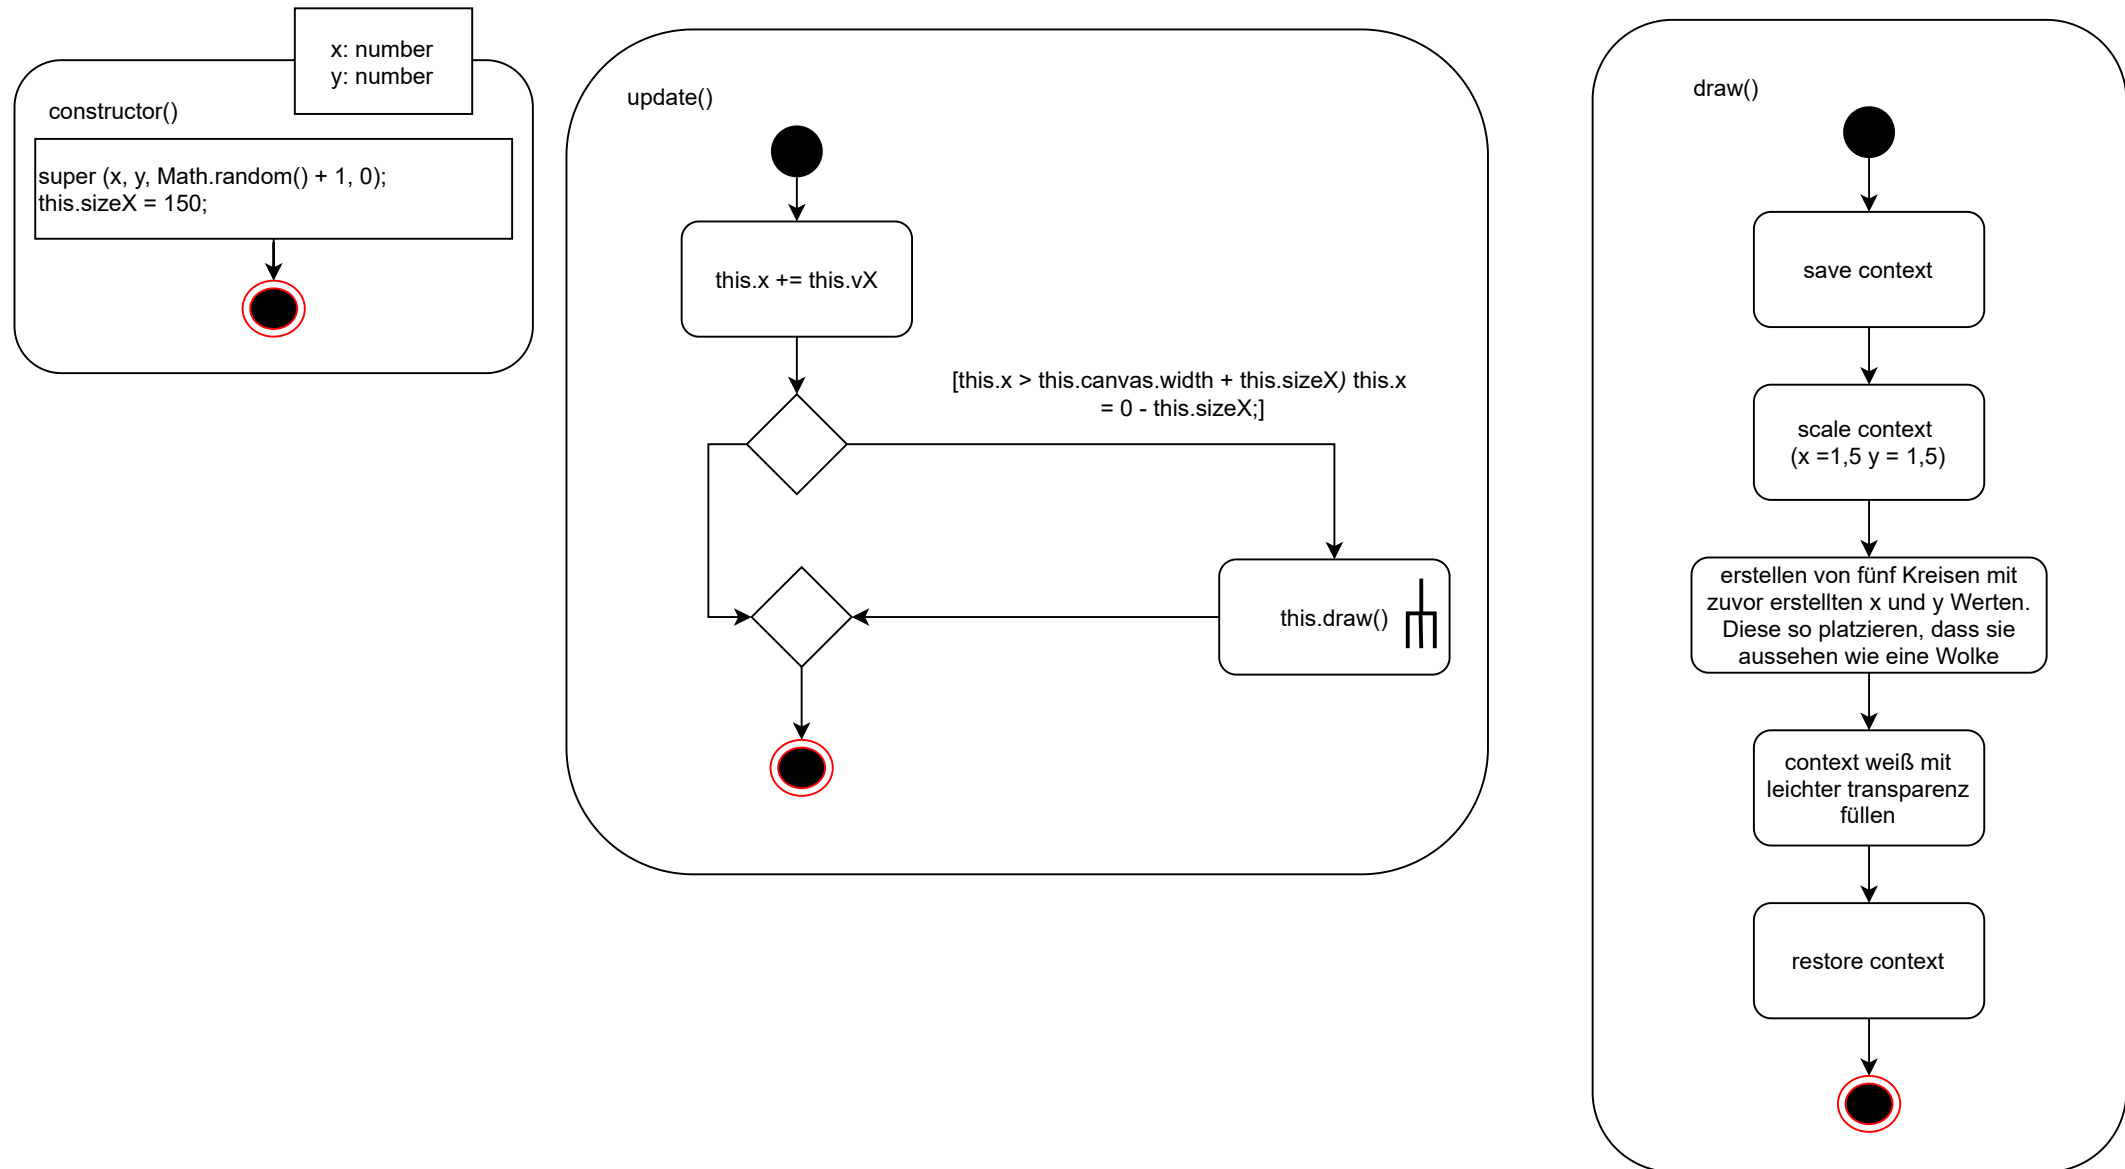 x: number
y: number
constructor()
super (x, y, Math.random() + 1, 0);
this.sizeX = 150;
update()
this.x += this.vX
[this.x > this.canvas.width + this.sizeX) this.x
= 0 - this.sizeX;]
this.draw()
draw()
save context
scale context
(x =1,5 y = 1,5)
erstellen von fünf Kreisen mit
zuvor erstellten x und y Werten.
Diese so platzieren, dass sie
aussehen wie eine Wolke
context weiß mit
leichter transparenz
füllen
restore context